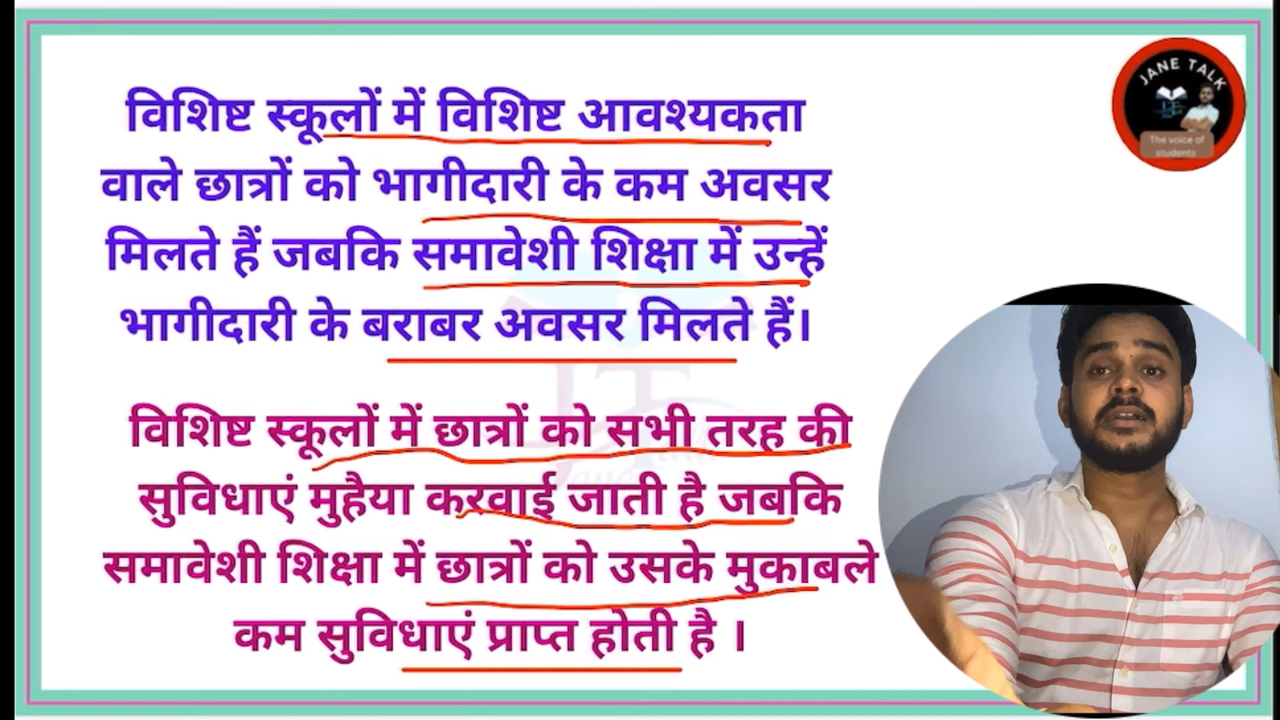 विशिष्ट स्कूलों में विशिष्ट आवश्यकता
वाले छात्रों को भागीदारी के कम अवसर
मिलते हैं जबकि समावेशी शिक्षा में उन्हें
भागीदारी के बराबर अवसर मिलते हैं।
विशिष्ट स्कूलों में छात्रों को सभी तरह की
सुविधाएं मुहैया करवाई जाती है जबकि
समावेशी शिक्षा में छात्रों को उसके मुकाबले
कम सुविधाएं प्राप्त होती है ।
JANE TALK
The voice of
students